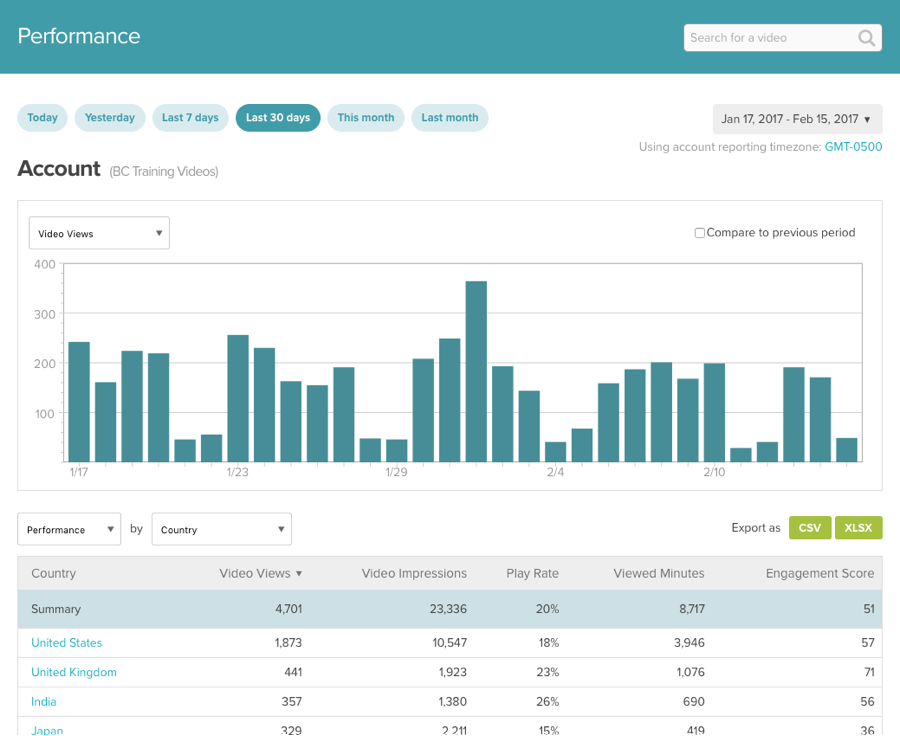 Performance
Search for a video
Today Yesterday Last 7 days Last 30 days This month Last month Jan 17, 2017 - Feb 15, 2017 ▼
Using account reporting timezone: GMT-0500
Account (BC Training Videos)
Video Views ▼ Compare to previous period
400
300
200
100
1/17 1/23 1/29 2/4 2/10
Performance ▼ by Country ▼ Export as CSV XLSX
Country Video Views ▼ Video Impressions Play Rate Viewed Minutes Engagement Score
Summary 4,701 23,336 20% 8,717 51
United States 1,873 10,547 18% 3,946 57
United Kingdom 441 1,923 23% 1,076 71
India 357 1,380 26% 690 56
Japan 329 2,211 15% 419 36